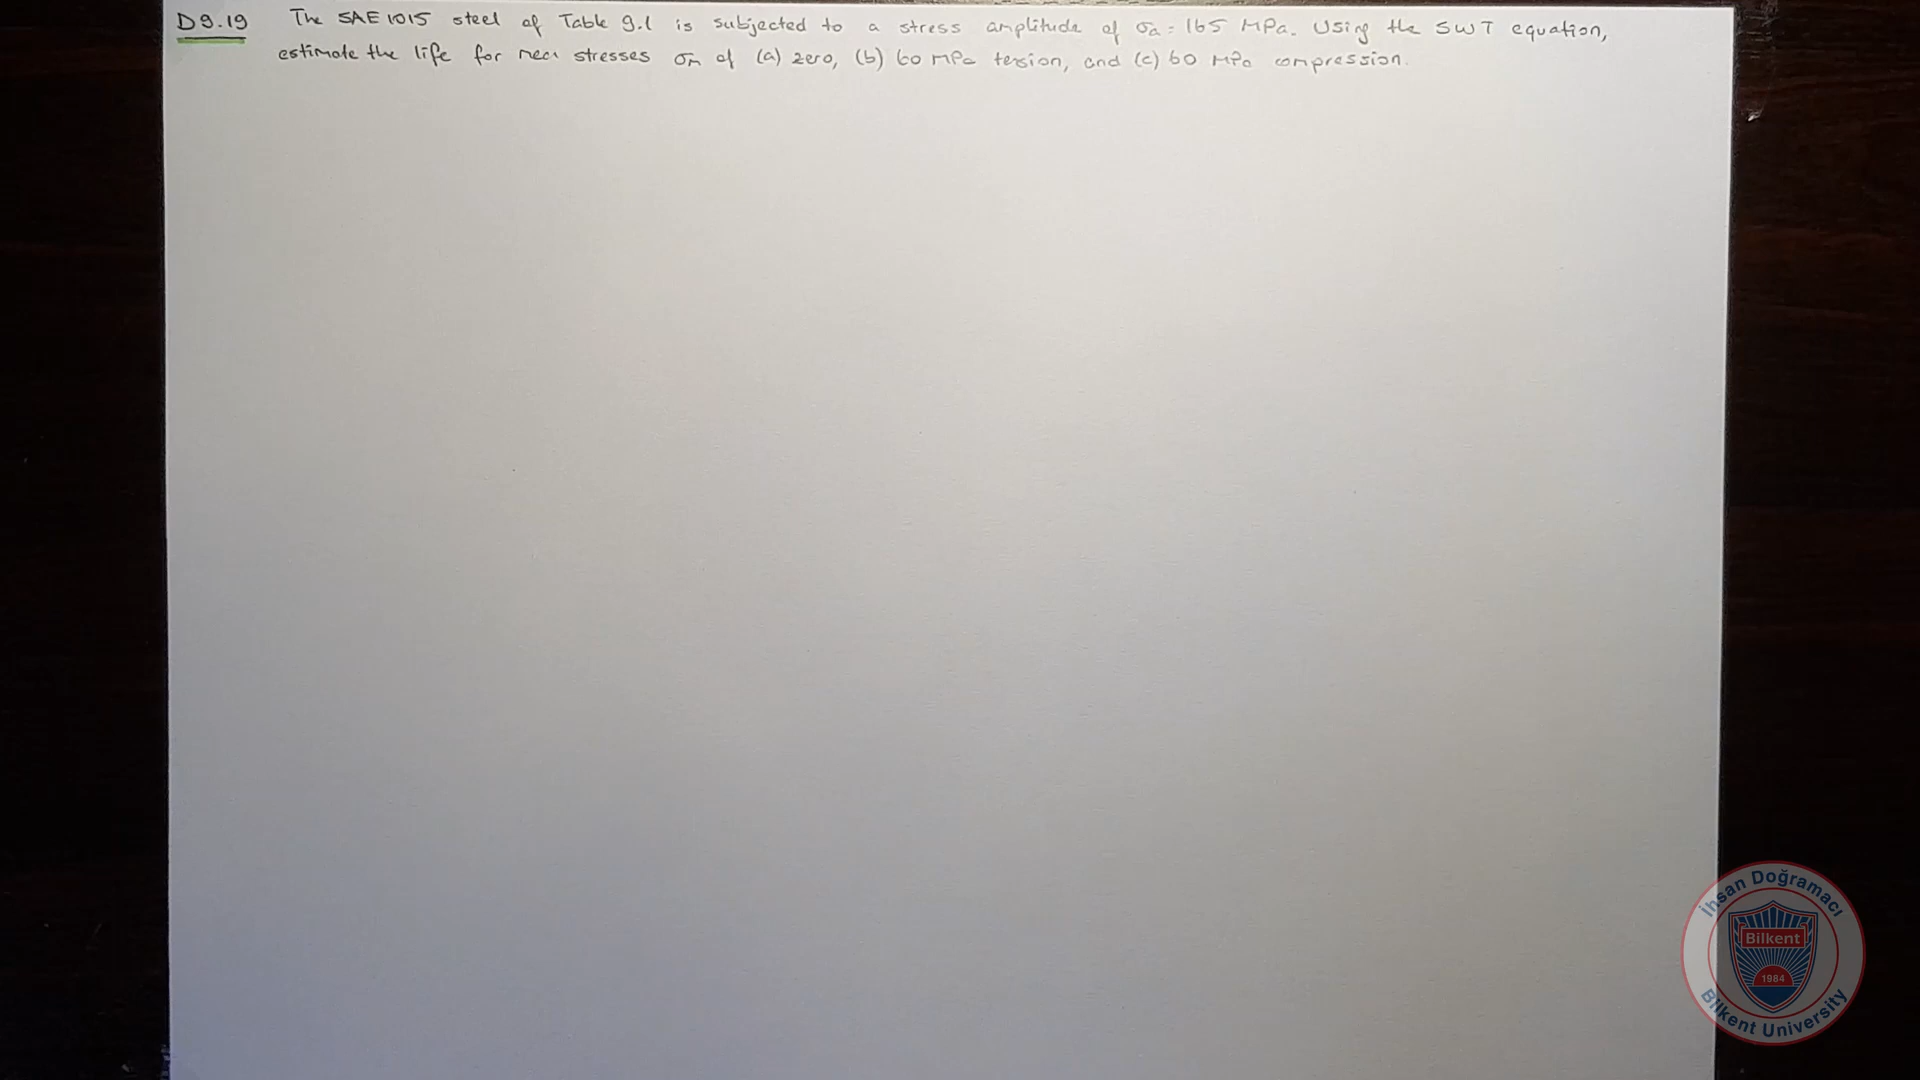 D9.19 The SAE 1015 steel of Table 9.1 is subjected to a stress amplitude of σa = 165 MPa. Using the SWT equation,
estimate the life for mean stresses σm of (a) zero, (b) 60 MPa tension, and (c) 60 MPa compression.
İhsan Doğramacı
Bilkent
1984
Bilkent University